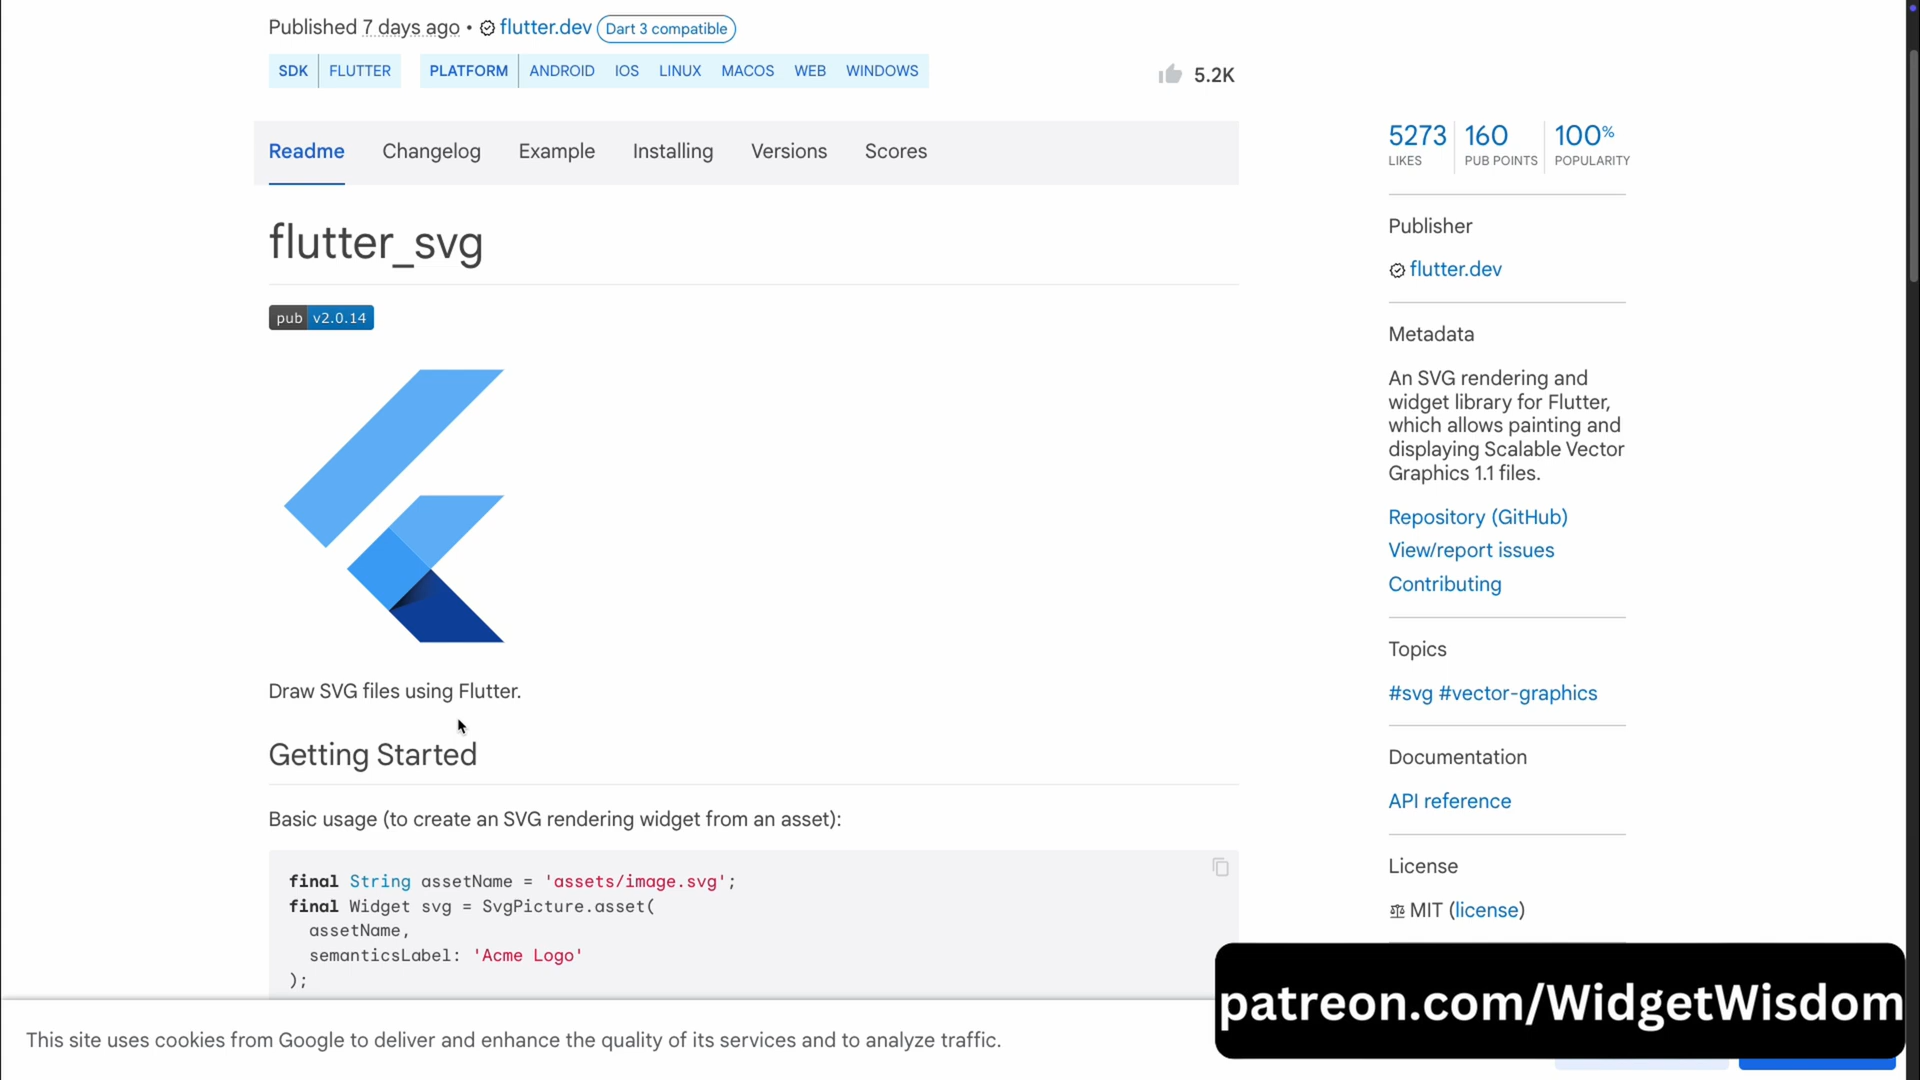 Published 7 days ago • flutter.dev Dart 3 compatible
SDK FLUTTER PLATFORM ANDROID IOS LINUX MACOS WEB WINDOWS
5.2K
Readme Changelog Example Installing Versions Scores
flutter_svg
pub v2.0.14
Draw SVG files using Flutter.
Getting Started
Basic usage (to create an SVG rendering widget from an asset):
final String assetName = 'assets/image.svg';
final Widget svg = SvgPicture.asset(
assetName,
semanticsLabel: 'Acme Logo'
);
5273 160 100%
LIKES PUB POINTS POPULARITY
Publisher
flutter.dev
Metadata
An SVG rendering and
widget library for Flutter,
which allows painting and
displaying Scalable Vector
Graphics 1.1 files.
Repository (GitHub)
View/report issues
Contributing
Topics
#svg #vector-graphics
Documentation
API reference
License
MIT (license)
patreon.com/WidgetWisdom
This site uses cookies from Google to deliver and enhance the quality of its services and to analyze traffic.